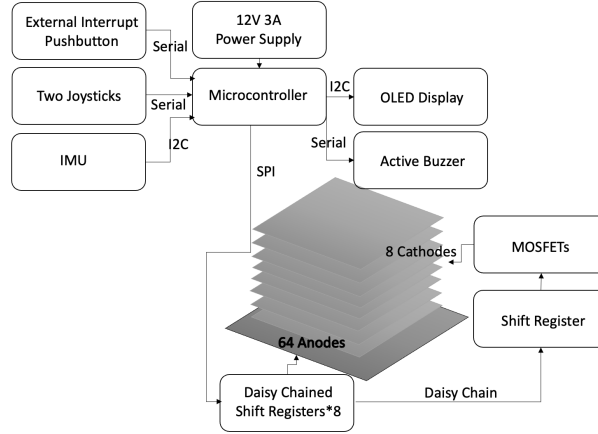 External Interrupt
Pushbutton
12V 3A
Power Supply
Serial
Two Joysticks
Serial
Microcontroller
I2C
OLED Display
IMU
I2C
Serial
Active Buzzer
SPI
8 Cathodes
MOSFETs
Shift Register
64 Anodes
Daisy Chained
Shift Registers*8
Daisy Chain